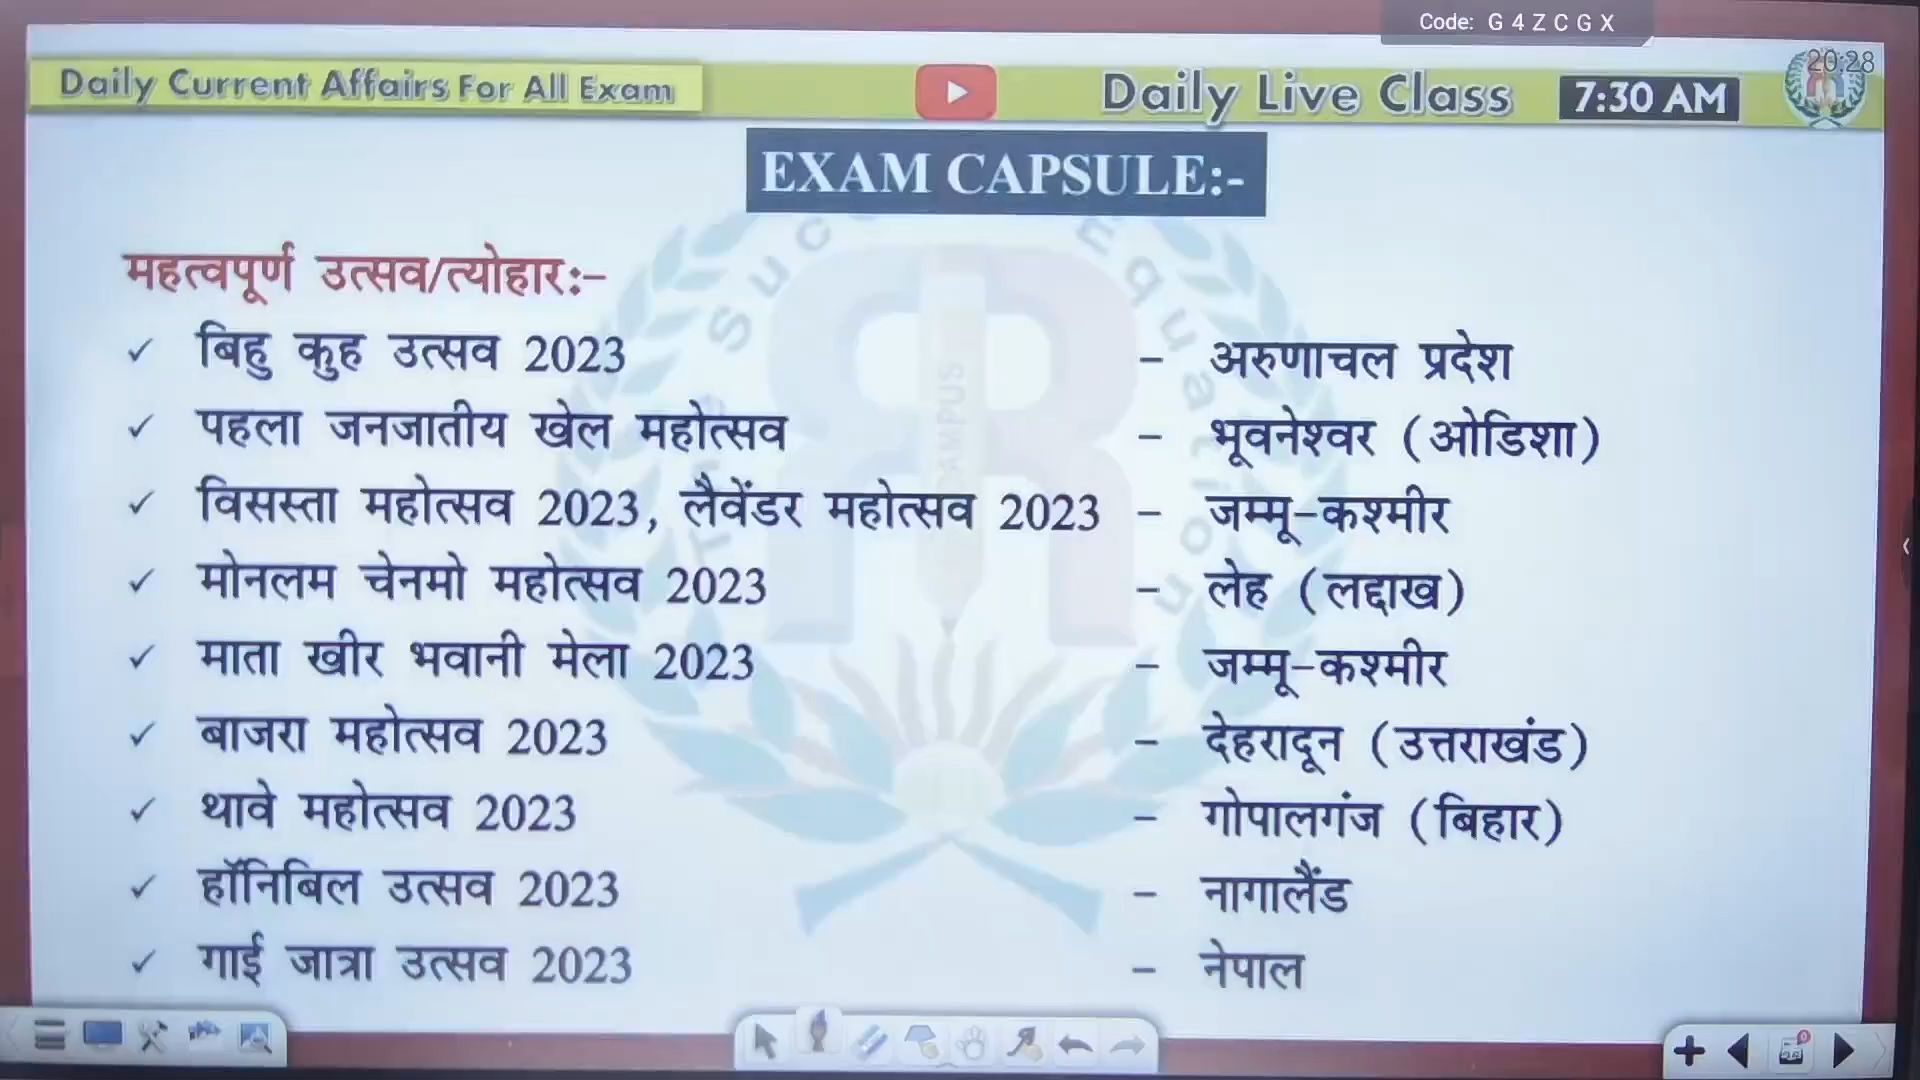 Code: G 4 Z C G X
Daily Current Affairs For All Exam
Daily Live Class 7:30 AM
20:28
EXAM CAPSULE:-
महत्वपूर्ण उत्सव/त्योहार:–
✓ बिहु कुह उत्सव 2023 – अरुणाचल प्रदेश
✓ पहला जनजातीय खेल महोत्सव – भूवनेश्वर (ओडिशा)
✓ विसस्ता महोत्सव 2023, लैवेंडर महोत्सव 2023 – जम्मू–कश्मीर
✓ मोनलम चेनमो महोत्सव 2023 – लेह (लद्दाख)
✓ माता खीर भवानी मेला 2023 – जम्मू–कश्मीर
✓ बाजरा महोत्सव 2023 – देहरादून (उत्तराखंड)
✓ थावे महोत्सव 2023 – गोपालगंज (बिहार)
✓ हॉनिबिल उत्सव 2023 – नागालैंड
✓ गाई जात्रा उत्सव 2023 – नेपाल
CAMPUS